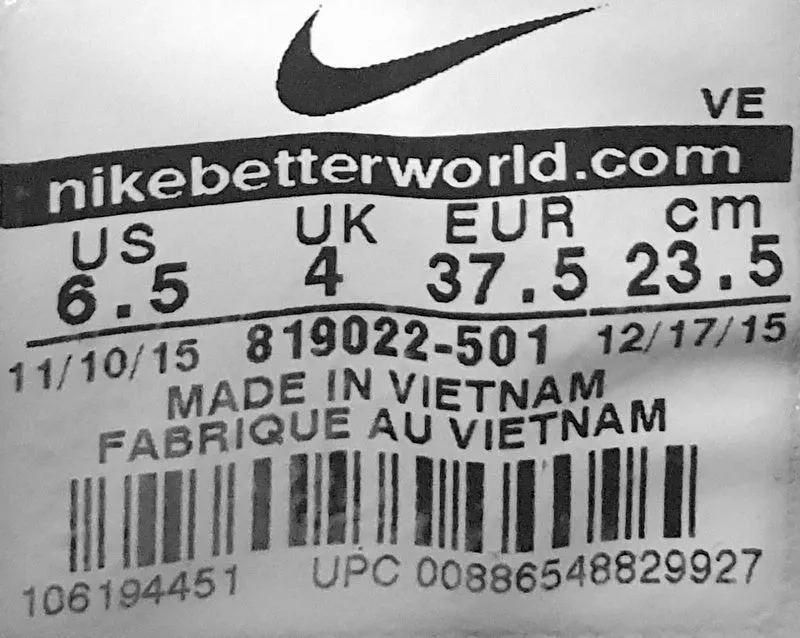 VE
nikebetterworld.com
US UK EUR cm
6.5 4 37.5 23.5
11/10/15 819022-501 12/17/15
MADE IN VIETNAM
FABRIQUE AU VIETNAM
106194451 UPC 00886548829927